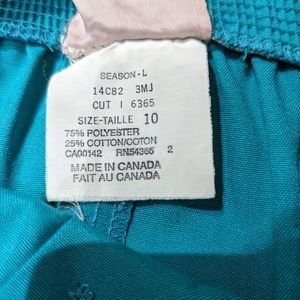 SEASON-L
14C82 3MJ
CUT I 6365
SIZE-TAILLE 10
75% POLYESTER
25% COTTON/COTON
CA00142 RN54365 2
MADE IN CANADA
FAIT AU CANADA